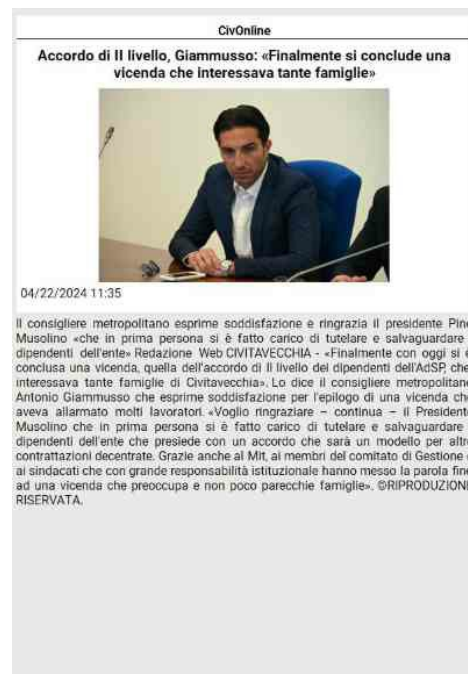 CivOnline
Accordo di II livello, Giammusso: «Finalmente si conclude una
vicenda che interessava tante famiglie»
04/22/2024 11:35
Il consigliere metropolitano esprime soddisfazione e ringrazia il presidente Pino
Musolino «che in prima persona si è fatto carico di tutelare e salvaguardare
dipendenti dell'ente» Redazione Web CIVITAVECCHIA - «Finalmente con oggi si è
conclusa una vicenda, quella dell'accordo di II livello dei dipendenti dell'AdSP, che
interessava tante famiglie di Civitavecchia». Lo dice il consigliere metropolitano
Antonio Giammusso che esprime soddisfazione per l'epilogo di una vicenda che
aveva allarmato molti lavoratori. «Voglio ringraziare – continua – il Presidente
Musolino che in prima persona si è fatto carico di tutelare e salvaguardare
dipendenti dell'ente che presiede con un accordo che sarà un modello per altre
contrattazioni decentrate. Grazie anche al Mit, ai membri del comitato di Gestione e
ai sindacati che con grande responsabilità istituzionale hanno messo la parola fine
ad una vicenda che preoccupa e non poco parecchie famiglie». ©RIPRODUZIONE
RISERVATA.